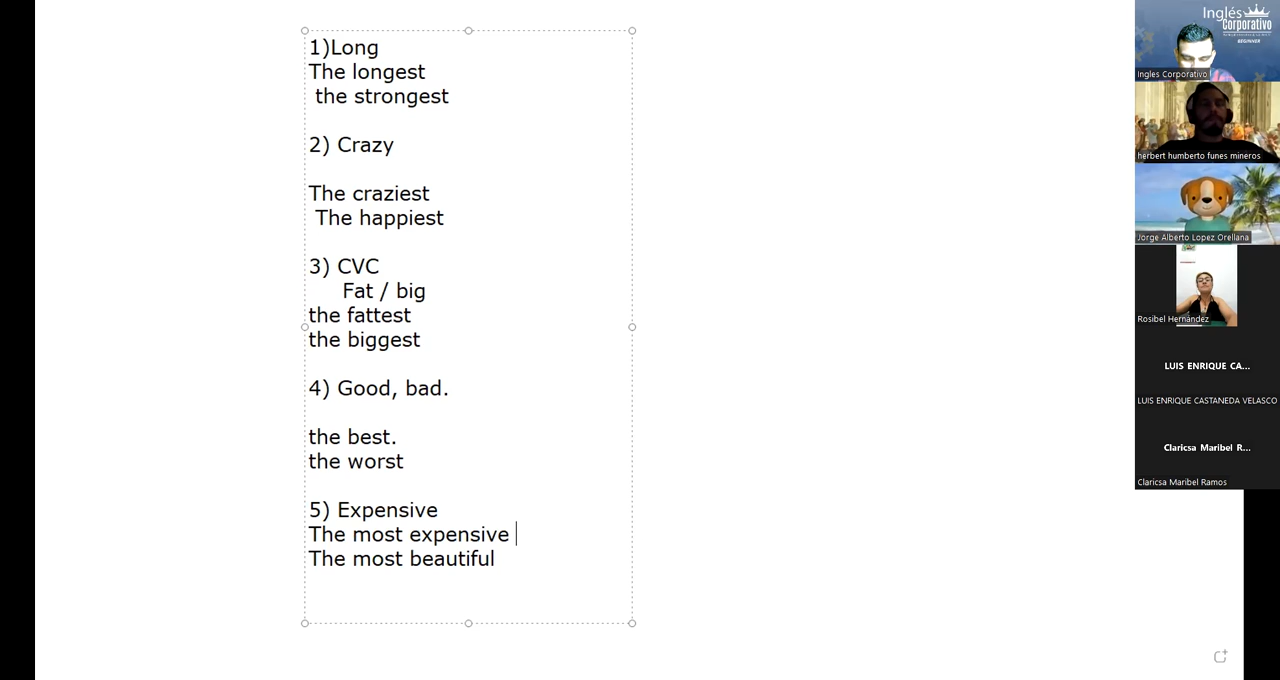 1)Long
The longest
the strongest
2) Crazy
The craziest
The happiest
3) CVC
Fat / big
the fattest
the biggest
4) Good, bad.
the best.
the worst
5) Expensive
The most expensive
The most beautiful
Inglés
Corporativo
BEGINNER
Ingles Corporativo
herbert humberto funes mineros
Jorge Alberto Lopez Orellana
Rosibel Hernández
LUIS ENRIQUE CA...
LUIS ENRIQUE CASTANEDA VELASCO
Claricsa Maribel R...
Claricsa Maribel Ramos